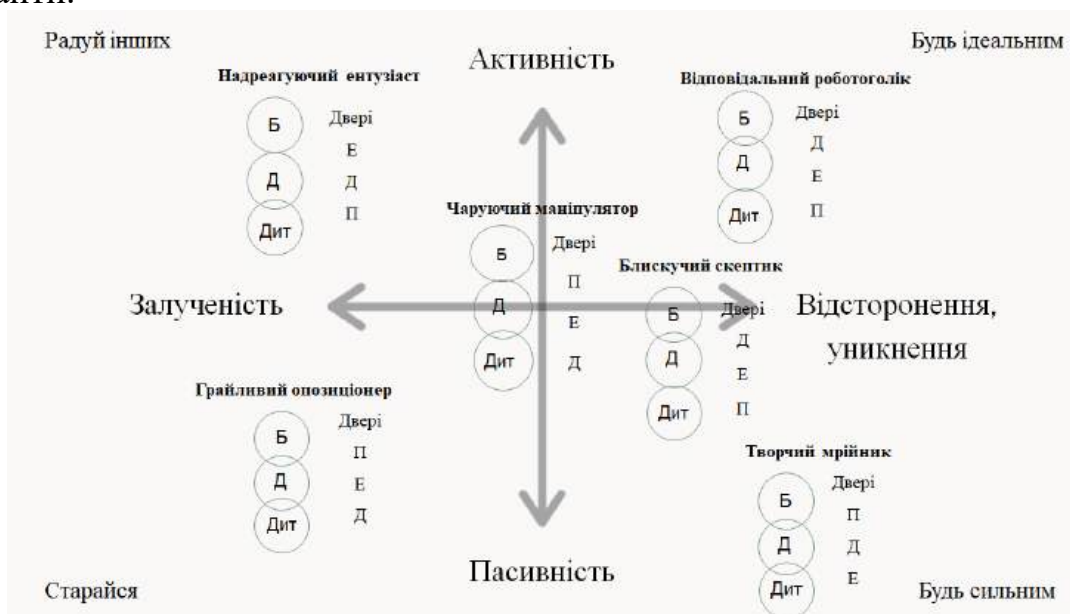 Радуй інших
Активність
Будь ідеальним
Надреагуючий ентузіаст
Б
Д
Дит
Двері
Е
Д
П
Відповідальний роботоголік
Б
Д
Дит
Двері
Д
Е
П
Чаруючий маніпулятор
Б
Д
Дит
Двері
П
Е
Д
Блискучий скептик
Б
Д
Дит
Двері
Д
Е
П
Залученість
Відсторонення,
уникнення
Грайливий опозиціонер
Б
Д
Дит
Двері
П
Е
Д
Творчий мрійник
Б
Д
Дит
Двері
П
Д
Е
Старайся
Пасивність
Будь сильним